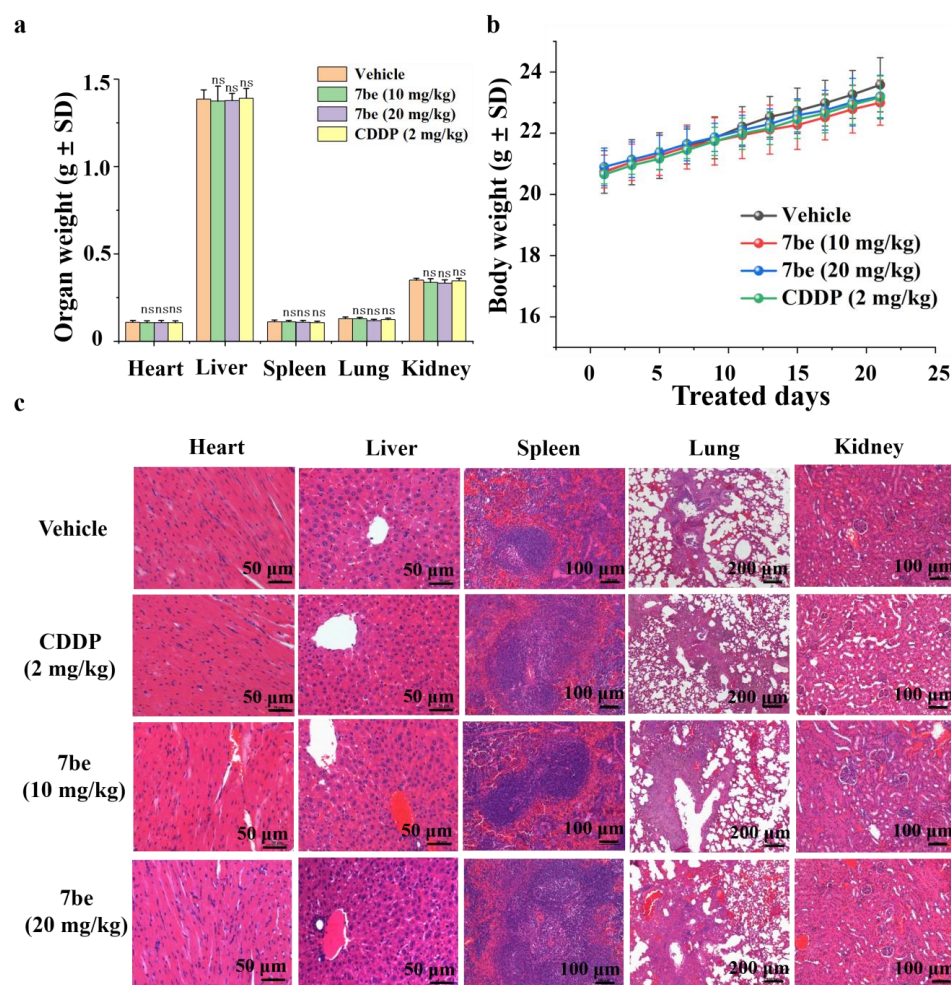 a
Organ weight (g ± SD)
1.5
1.0
0.5
0
Vehicle
7be (10 mg/kg)
7be (20 mg/kg)
CDDP (2 mg/kg)
ns ns ns
ns ns ns
ns ns ns
ns ns ns
ns ns ns
Heart Liver Spleen Lung Kidney
b
Body weight (g ± SD)
24
22
20
18
16
Vehicle
7be (10 mg/kg)
7be (20 mg/kg)
CDDP (2 mg/kg)
0 5 10 15 20 25
Treated days
c
Heart Liver Spleen Lung Kidney
Vehicle
50 μm 50 μm 100 μm 200 μm 100 μm
CDDP
(2 mg/kg)
50 μm 50 μm 100 μm 200 μm 100 μm
7be
(10 mg/kg)
50 μm 50 μm 100 μm 200 μm 100 μm
7be
(20 mg/kg)
50 μm 50 μm 100 μm 200 μm 100 μm